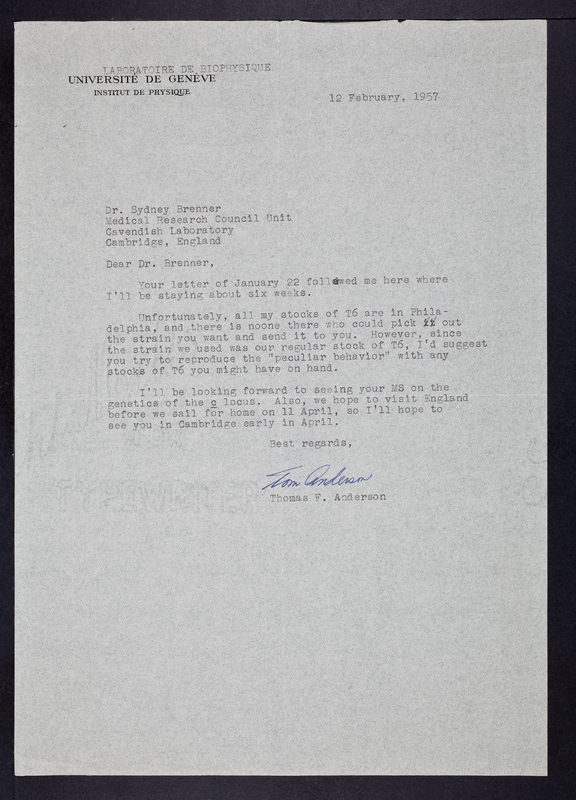 LABORATOIRE DE BIOPHYSIQUE
UNIVERSITÉ DE GENÈVE
INSTITUT DE PHYSIQUE
12 February, 1957
Dr. Sydney Brenner
Medical Research Council Unit
Cavendish Laboratory
Cambridge, England
Dear Dr. Brenner,
Your letter of January 22 followed me here where
I'll be staying about six weeks.
Unfortunately, all my stocks of T6 are in Phila-
delphia, and there is noone there who could pick out
the strain you want and send it to you. However, since
the strain we used was our regular stock of T6, I'd suggest
you try to reproduce the "peculiar behavior" with any
stocks of T6 you might have on hand.
I'll be looking forward to seeing your MS on the
genetics of the c locus. Also, we hope to visit England
before we sail for home on 11 April, so I'll hope to
see you in Cambridge early in April.
Best regards,
Tom Anderson
Thomas F. Anderson